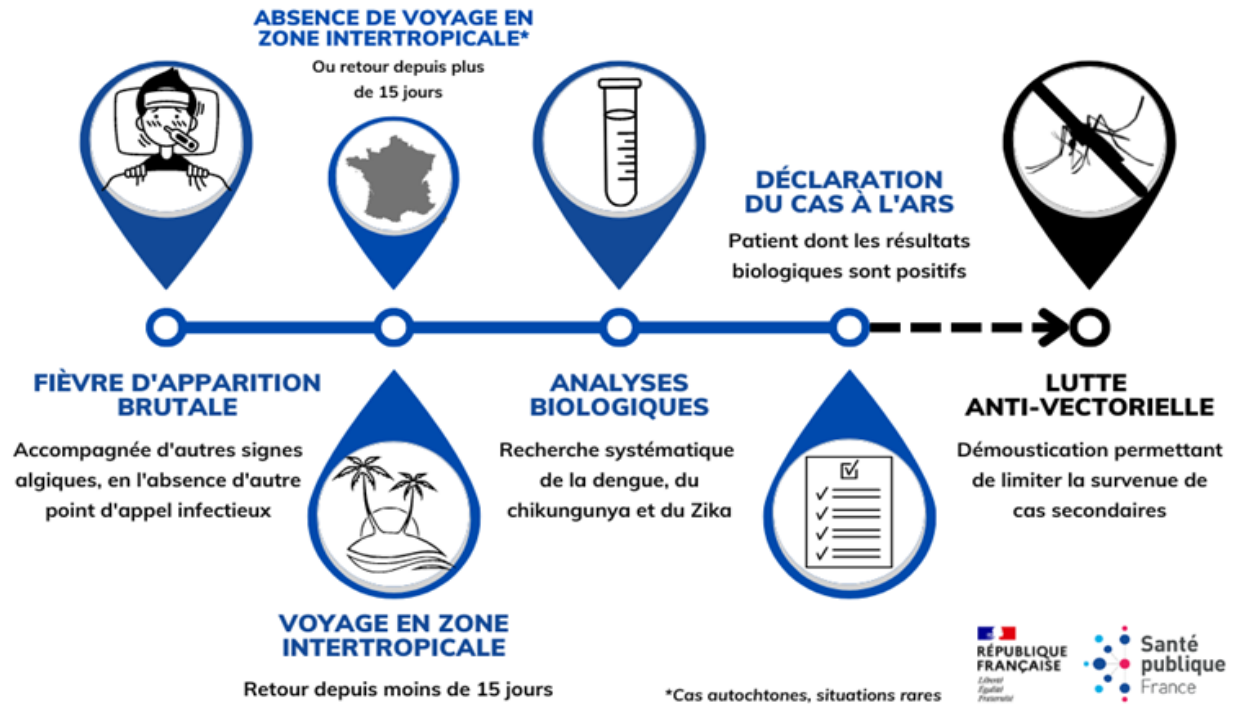 ABSENCE DE VOYAGE EN
ZONE INTERTROPICALE*
Ou retour depuis plus
de 15 jours
DÉCLARATION
DU CAS À L'ARS
Patient dont les résultats
biologiques sont positifs
FIÈVRE D'APPARITION
BRUTALE
Accompagnée d'autres signes
algiques, en l'absence d'autre
point d'appel infectieux
ANALYSES
BIOLOGIQUES
Recherche systématique
de la dengue, du
chikungunya et du Zika
LUTTE
ANTI-VECTORIELLE
Démoustication permettant
de limiter la survenue de
cas secondaires
VOYAGE EN ZONE
INTERTROPICALE
Retour depuis moins de 15 jours
*Cas autochtones, situations rares
RÉPUBLIQUE
FRANÇAISE
Liberté
Égalité
Fraternité
Santé
publique
France